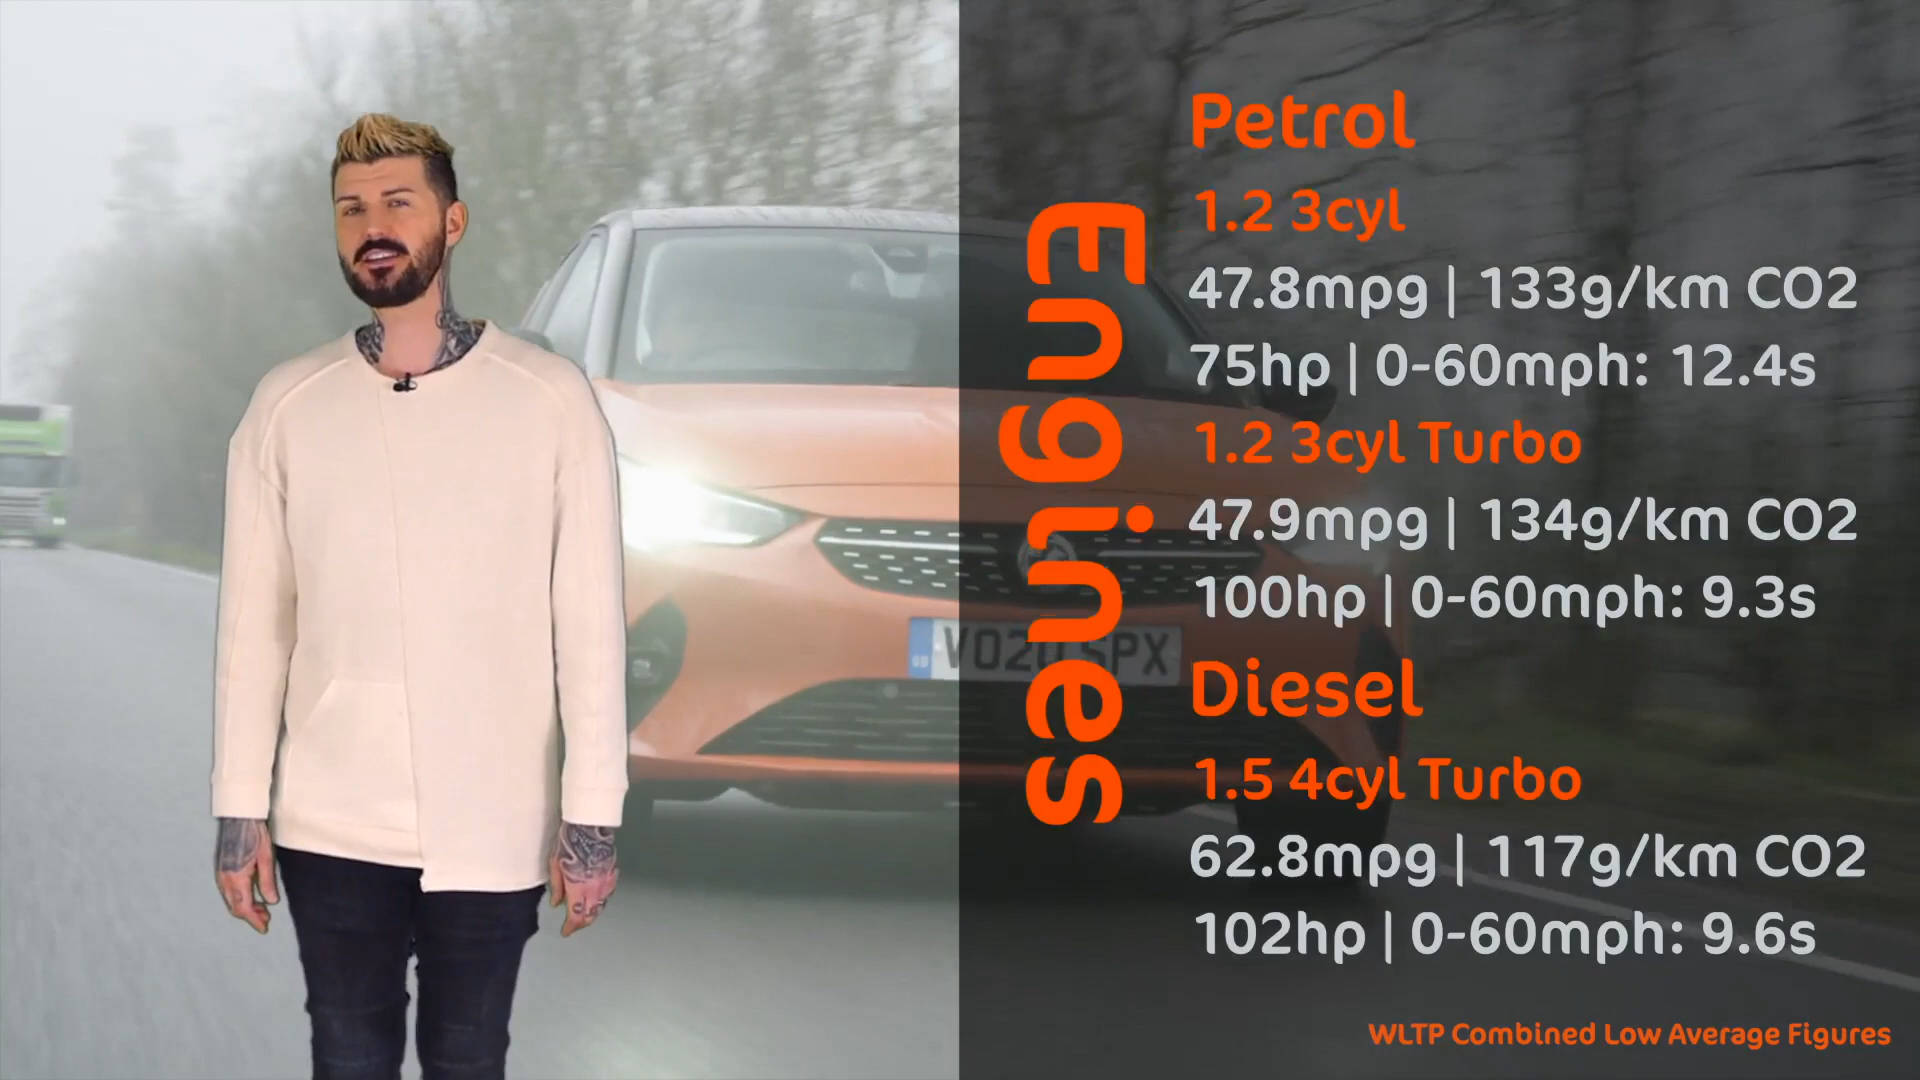 Engines
Petrol
1.2 3cyl
47.8mpg | 133g/km CO2
75hp | 0-60mph: 12.4s
1.2 3cyl Turbo
47.9mpg | 134g/km CO2
100hp | 0-60mph: 9.3s
Diesel
1.5 4cyl Turbo
62.8mpg | 117g/km CO2
102hp | 0-60mph: 9.6s
WLTP Combined Low Average Figures
VO20 SPX